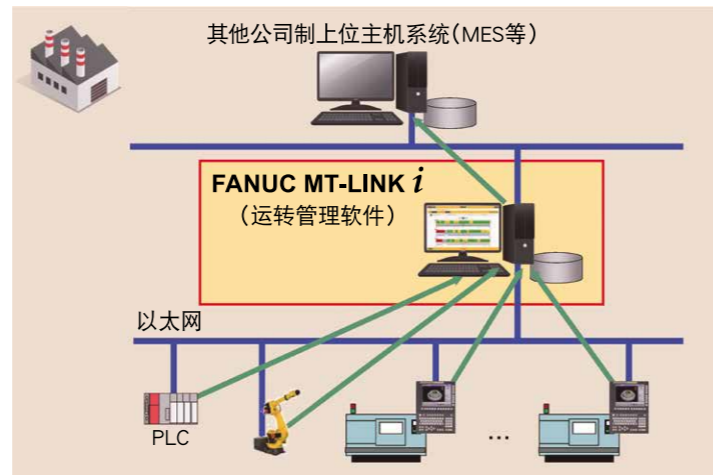 其他公司制上位主机系统(MES等)
FANUC MT-LINK i
（运转管理软件）
以太网
PLC
...